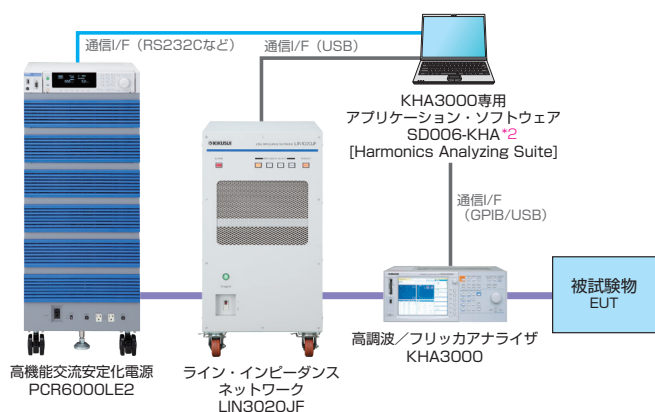 通信I/F（RS232Cなど）
通信I/F（USB）
KHA3000専用
アプリケーション・ソフトウェア
SD006-KHA*2
[Harmonics Analyzing Suite]
KIKUSUI
通信I/F
(GPIB/USB)
被試験物
EUT
高機能交流安定化電源
PCR6000LE2
ライン・インピーダンス
ネットワーク
LIN3020JF
高調波／フリッカアナライザ
KHA3000